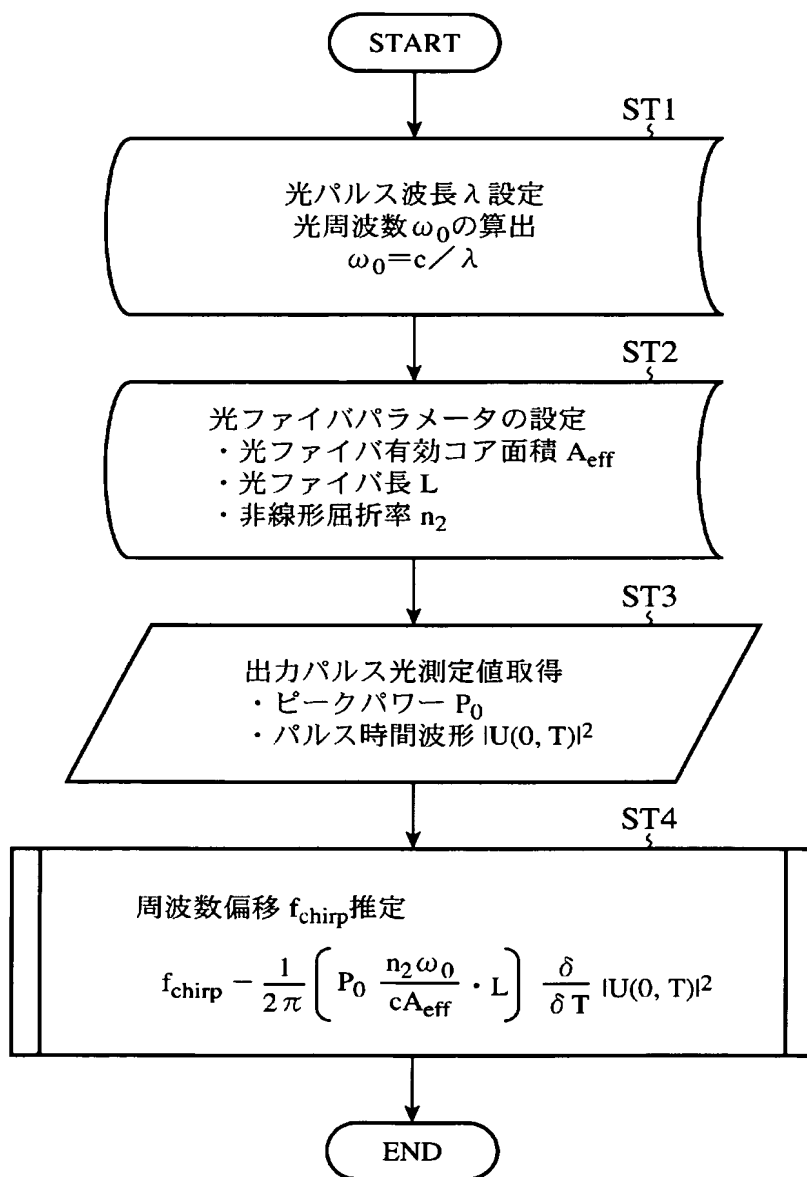 START
ST1
光パルス波長λ設定
光周波数ω₀の算出
ω₀=c/λ
ST2
光ファイバパラメータの設定
・光ファイバ有効コア面積 A_eff
・光ファイバ長 L
・非線形屈折率 n₂
ST3
出力パルス光測定値取得
・ピークパワー P₀
・パルス時間波形 |U(0, T)|²
ST4
周波数偏移 f_chirp推定
f_chirp − 1/2π ( P₀ n₂ω₀/cA_eff · L ) δ/δT |U(0, T)|²
END